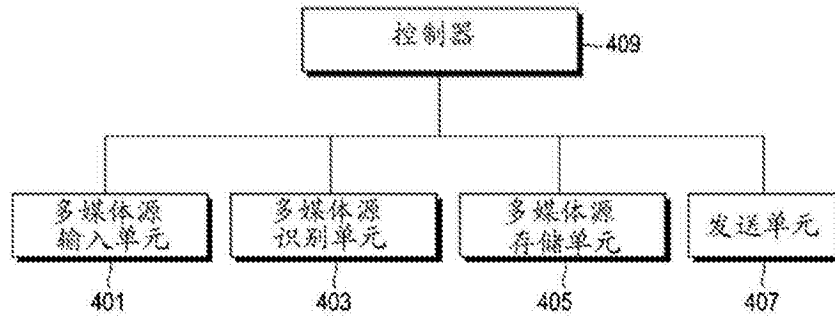 控制器
409
多媒体源
输入单元
多媒体源
识别单元
多媒体源
存储单元
发送单元
401
403
405
407